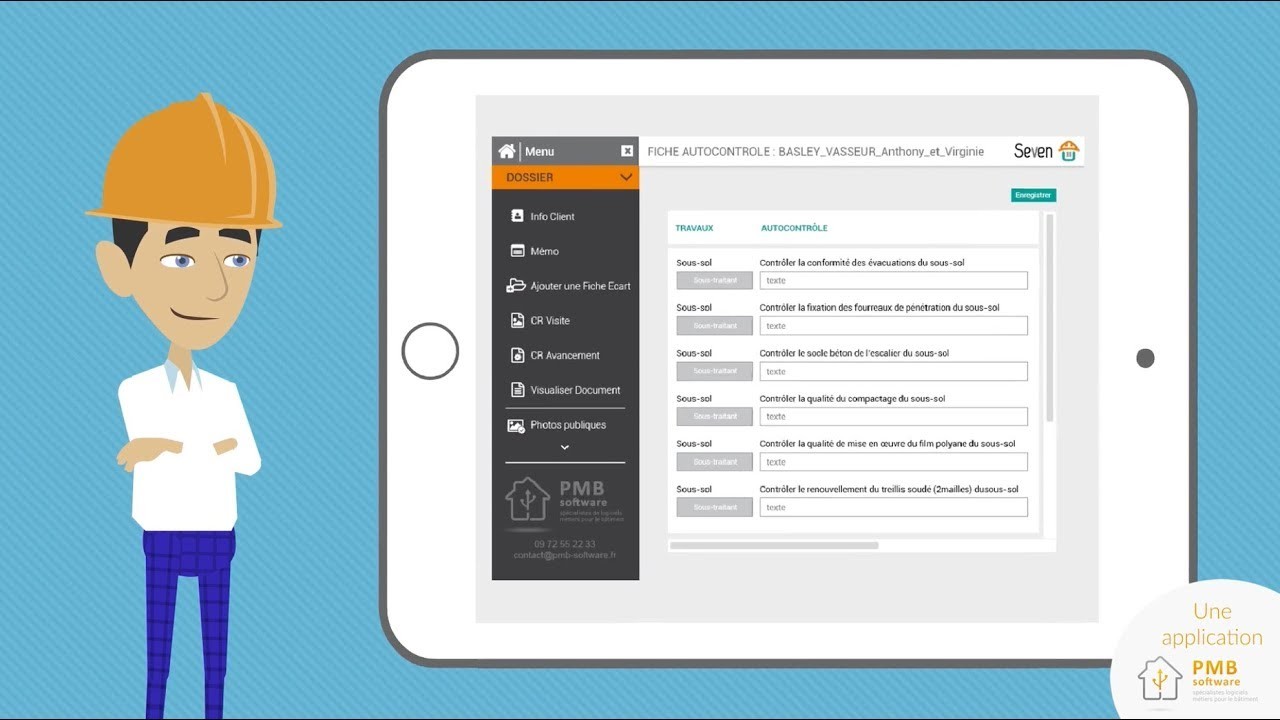 Menu
FICHE AUTOCONTROLE : BASLEY_VASSEUR_Anthony_et_Virginie
Seven
DOSSIER
Enregistrer
Info Client
Mémo
Ajouter une Fiche Ecart
CR Visite
CR Avancement
Visualiser Document
Photos publiques
PMB
software
spécialistes de logiciels
métiers pour le bâtiment
09 72 55 22 33
contact@pmb-software.fr
TRAVAUX AUTOCONTRÔLE
Sous-sol Contrôler la conformité des évacuations du sous-sol
Sous-traitant texte
Sous-sol Contrôler la fixation des fourreaux de pénétration du sous-sol
Sous-traitant texte
Sous-sol Contrôler le socle béton de l'escalier du sous-sol
Sous-traitant texte
Sous-sol Contrôler la qualité du compactage du sous-sol
Sous-traitant texte
Sous-sol Contrôler la qualité de mise en œuvre du film polyane du sous-sol
Sous-traitant texte
Sous-sol Contrôler le renouvellement du treillis soudé (2mailles) dusous-sol
Sous-traitant texte
Une
application
PMB
software
spécialistes logiciels
métiers pour le bâtiment